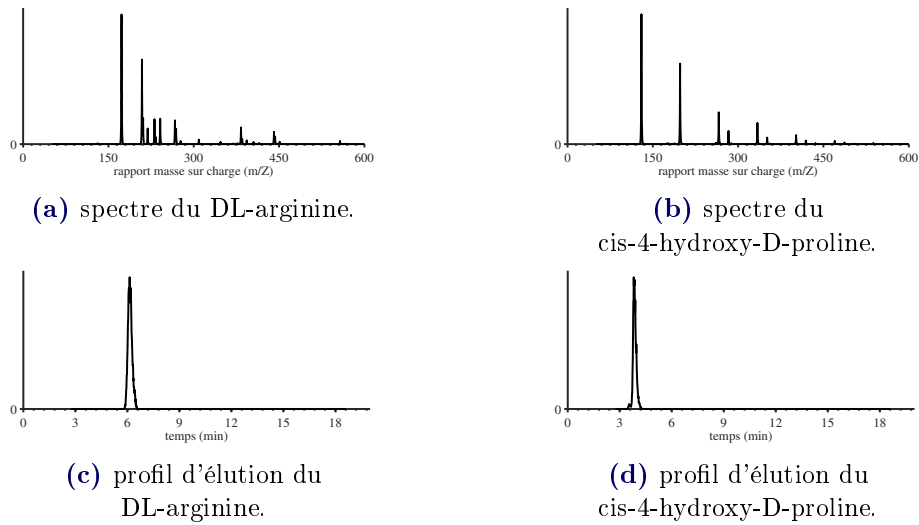 0
0 150 300 450 600
rapport masse sur charge (m/Z)
(a) spectre du DL-arginine.
0
0 150 300 450 600
rapport masse sur charge (m/Z)
(b) spectre du
cis-4-hydroxy-D-proline.
0
0 3 6 9 12 15 18
temps (min)
(c) profil d'élution du
DL-arginine.
0
0 3 6 9 12 15 18
temps (min)
(d) profil d'élution du
cis-4-hydroxy-D-proline.